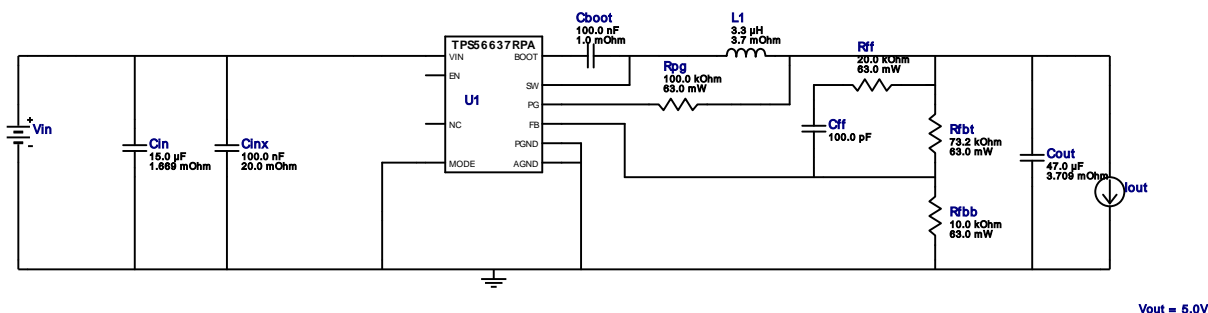 Cboot
100.0 nF
1.0 mOhm
L1
3.3 µH
3.7 mOhm
TPS56637RPA
VIN
BOOT
EN
SW
U1
PG
NC
FB
PGND
MODE
AGND
Rpg
100.0 kOhm
63.0 mW
Rff
20.0 kOhm
63.0 mW
+
Vin
-
Cin
15.0 µF
1.669 mOhm
Cinx
100.0 nF
20.0 mOhm
Cff
100.0 pF
Rfbt
73.2 kOhm
63.0 mW
Cout
47.0 µF
3.709 mOhm
Iout
Rfbb
10.0 kOhm
63.0 mW
Vout = 5.0V